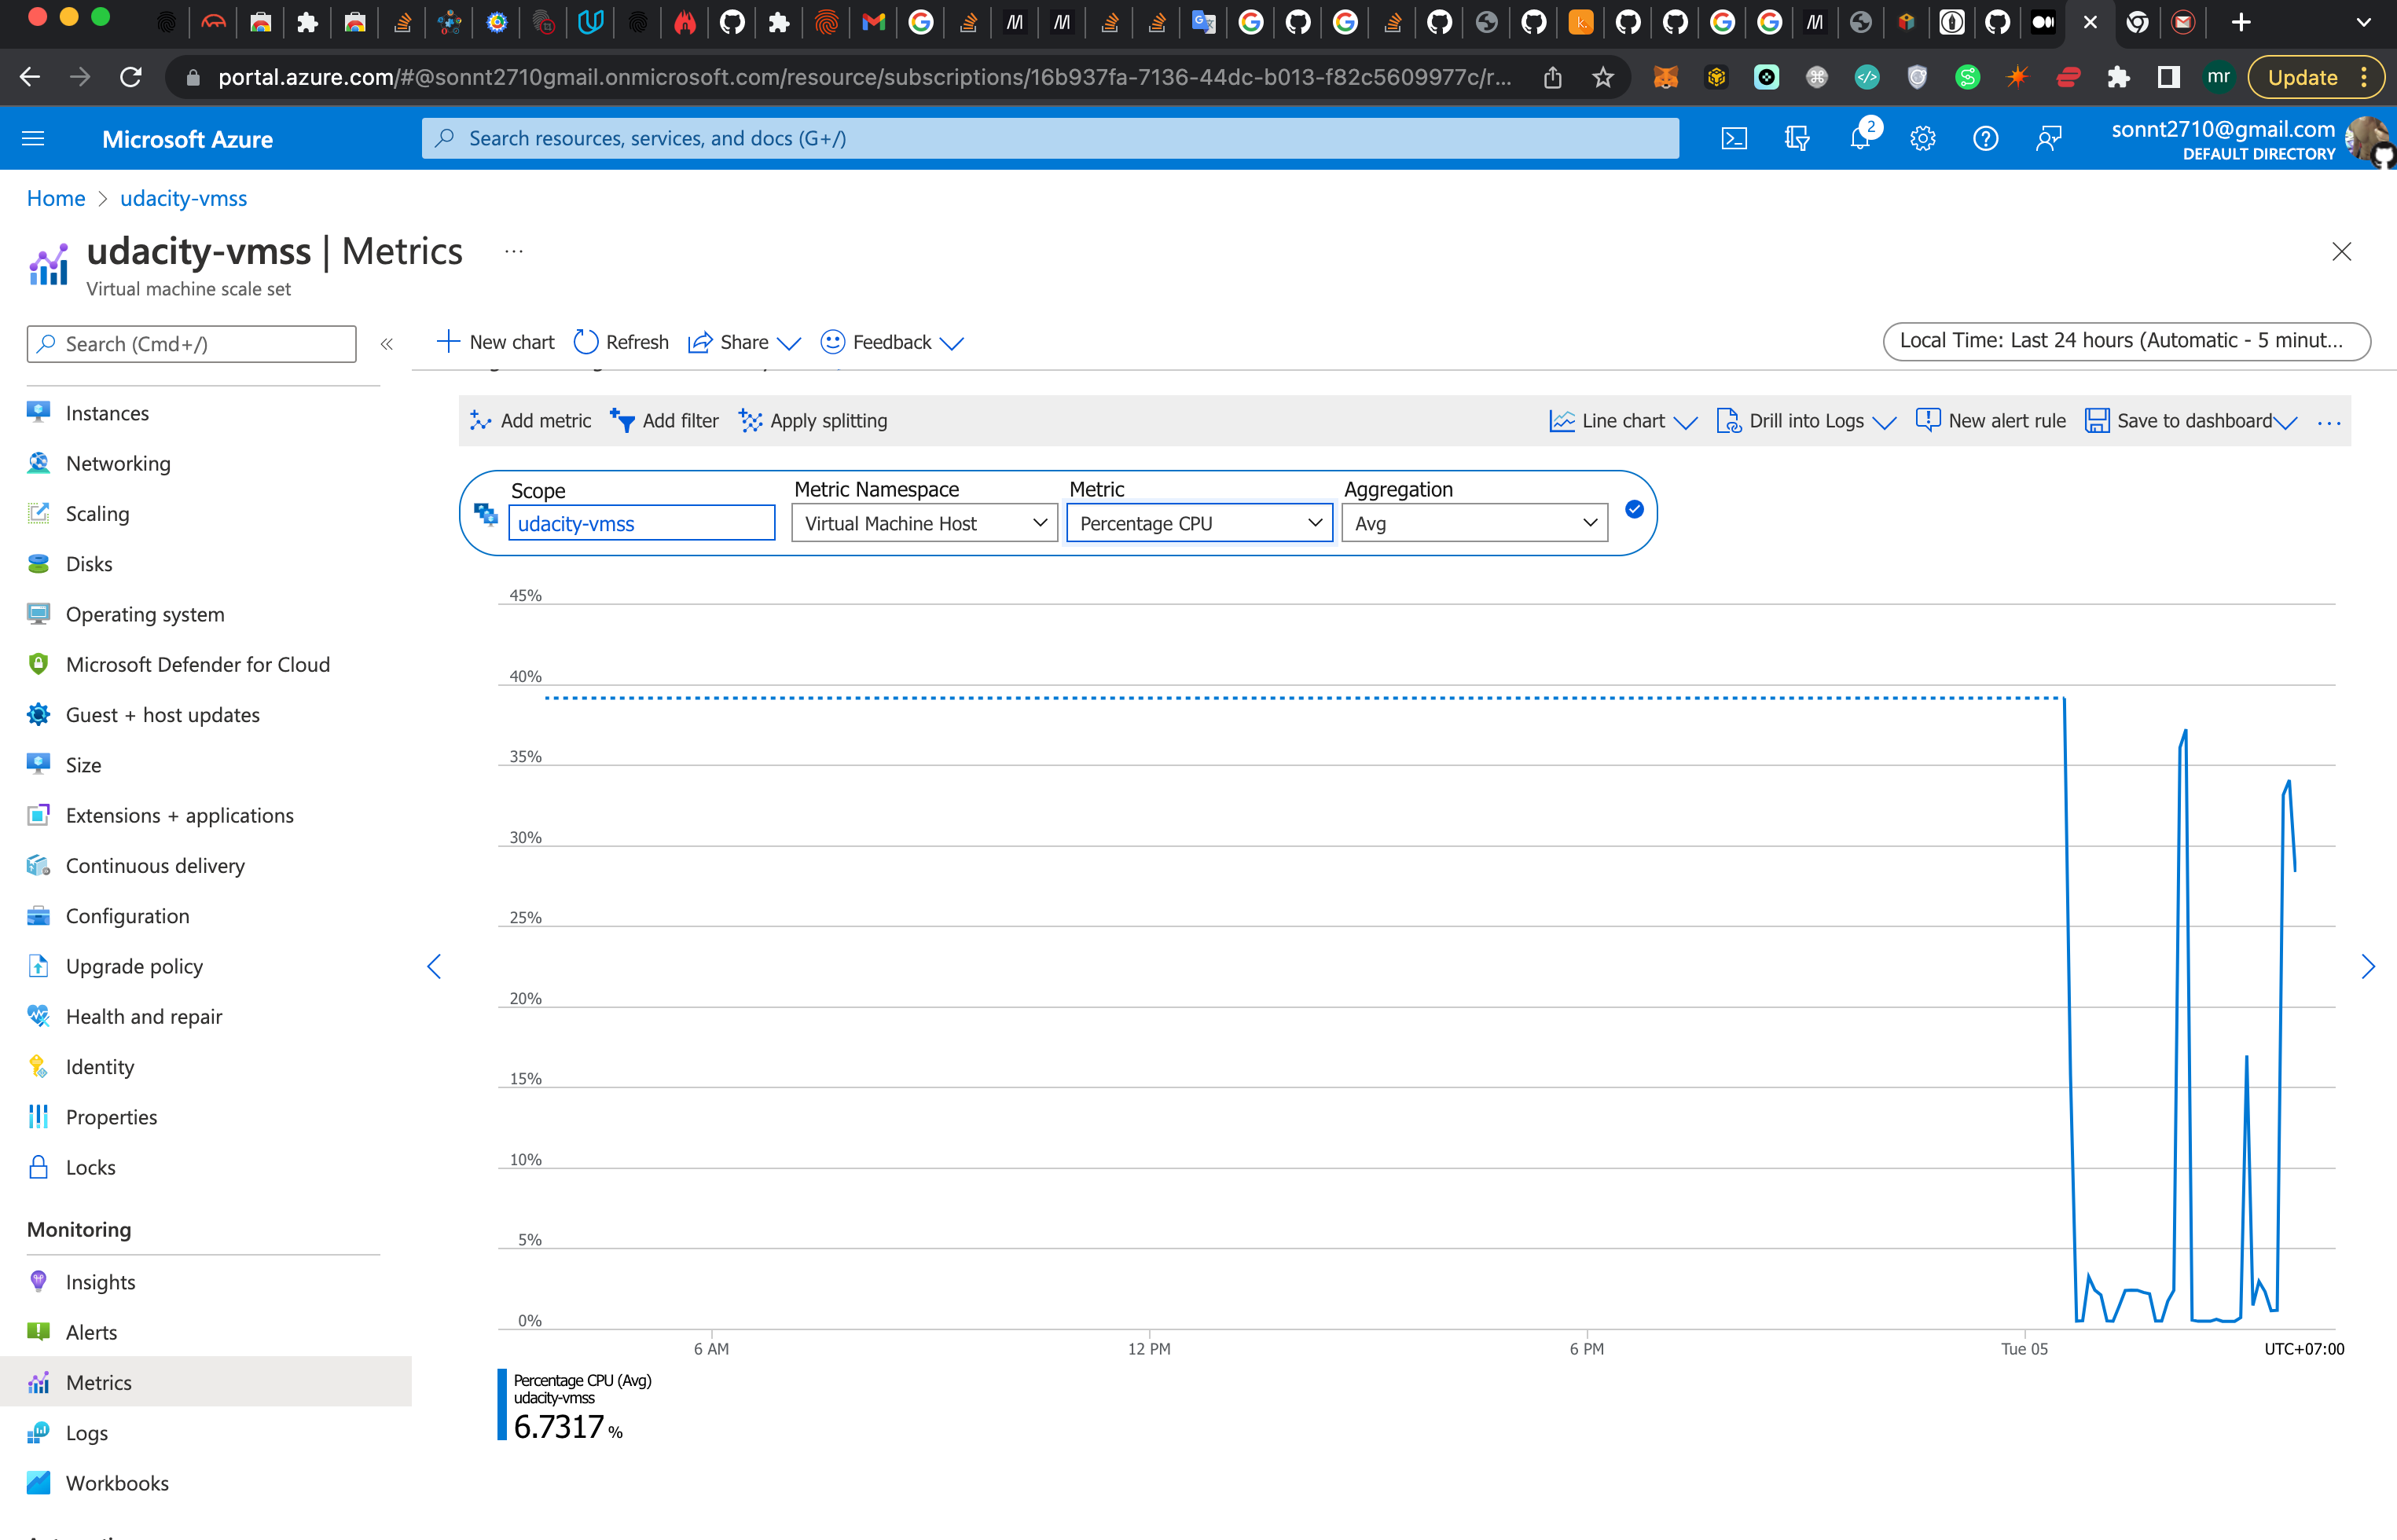 portal.azure.com/#@sonnt2710gmail.onmicrosoft.com/resource/subscriptions/16b937fa-7136-44dc-b013-f82c5609977c/r...
mr
Update
Microsoft Azure
Search resources, services, and docs (G+/)
2
sonnt2710@gmail.com
DEFAULT DIRECTORY
Home > udacity-vmss
udacity-vmss | Metrics ...
Virtual machine scale set
Search (Cmd+/)
«
New chart
Refresh
Share
Feedback
Local Time: Last 24 hours (Automatic - 5 minut...
Instances
Networking
Scaling
Disks
Operating system
Microsoft Defender for Cloud
Guest + host updates
Size
Extensions + applications
Continuous delivery
Configuration
Upgrade policy
Health and repair
Identity
Properties
Locks
Monitoring
Insights
Alerts
Metrics
Logs
Workbooks
Add metric
Add filter
Apply splitting
Line chart
Drill into Logs
New alert rule
Save to dashboard
...
Scope
udacity-vmss
Metric Namespace
Virtual Machine Host
Metric
Percentage CPU
Aggregation
Avg
45%
40%
35%
30%
25%
20%
15%
10%
5%
0%
6 AM
12 PM
6 PM
Tue 05
UTC+07:00
Percentage CPU (Avg)
udacity-vmss
6.7317 %